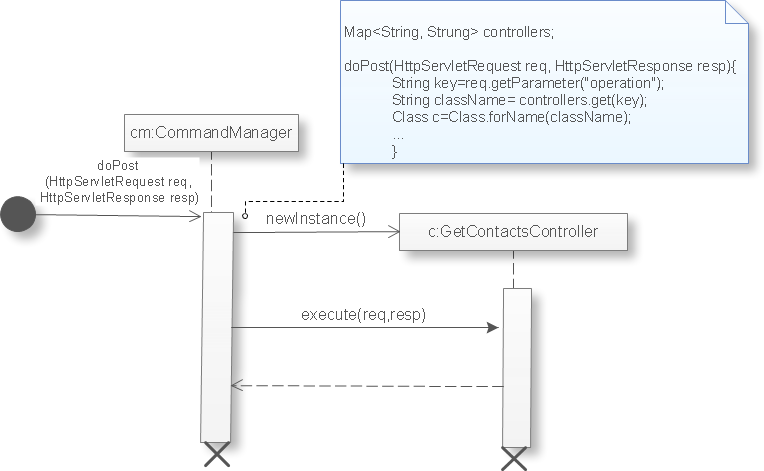 Map<String, Strung> controllers;
doPost(HttpServletRequest req, HttpServletResponse resp){
String key=req.getParameter("operation");
String className= controllers.get(key);
Class c=Class.forName(className);
...
}
cm:CommandManager
doPost
(HttpServletRequest req,
HttpServletResponse resp)
newInstance()
c:GetContactsController
execute(req,resp)